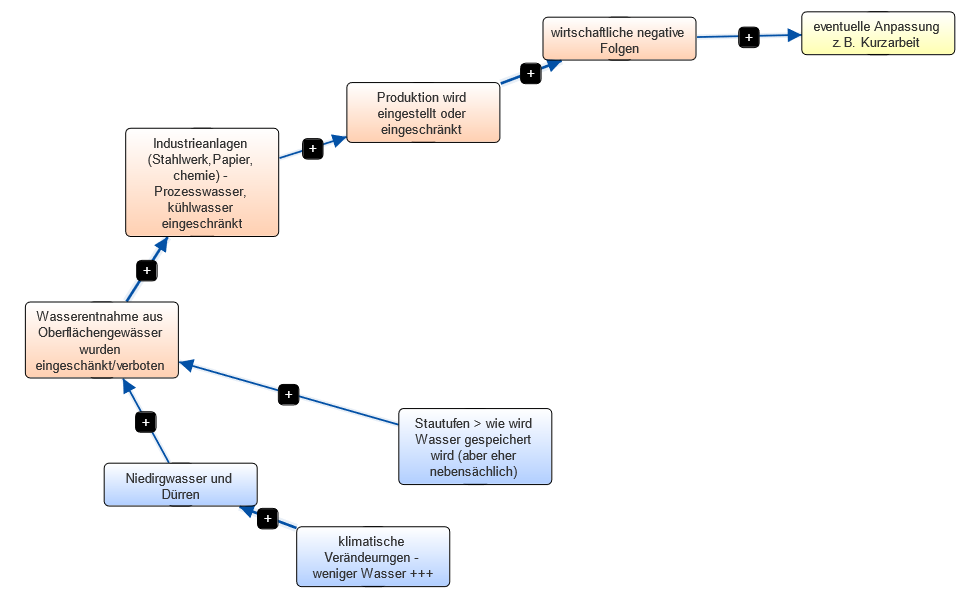 eventuelle Anpassung
z.B. Kurzarbeit
wirtschaftliche negative
Folgen
+
+
Produktion wird
eingestellt oder
eingeschränkt
+
Industrieanlagen
(Stahlwerk,Papier,
chemie) -
Prozesswasser,
kühlwasser
eingeschränkt
+
Wasserentnahme aus
Oberflächengewässer
wurden
eingeschänkt/verboten
+
+
Stautufen > wie wird
Wasser gespeichert
wird (aber eher
nebensächlich)
Niedirgwasser und
Dürren
+
klimatische
Verändeurngen -
weniger Wasser +++